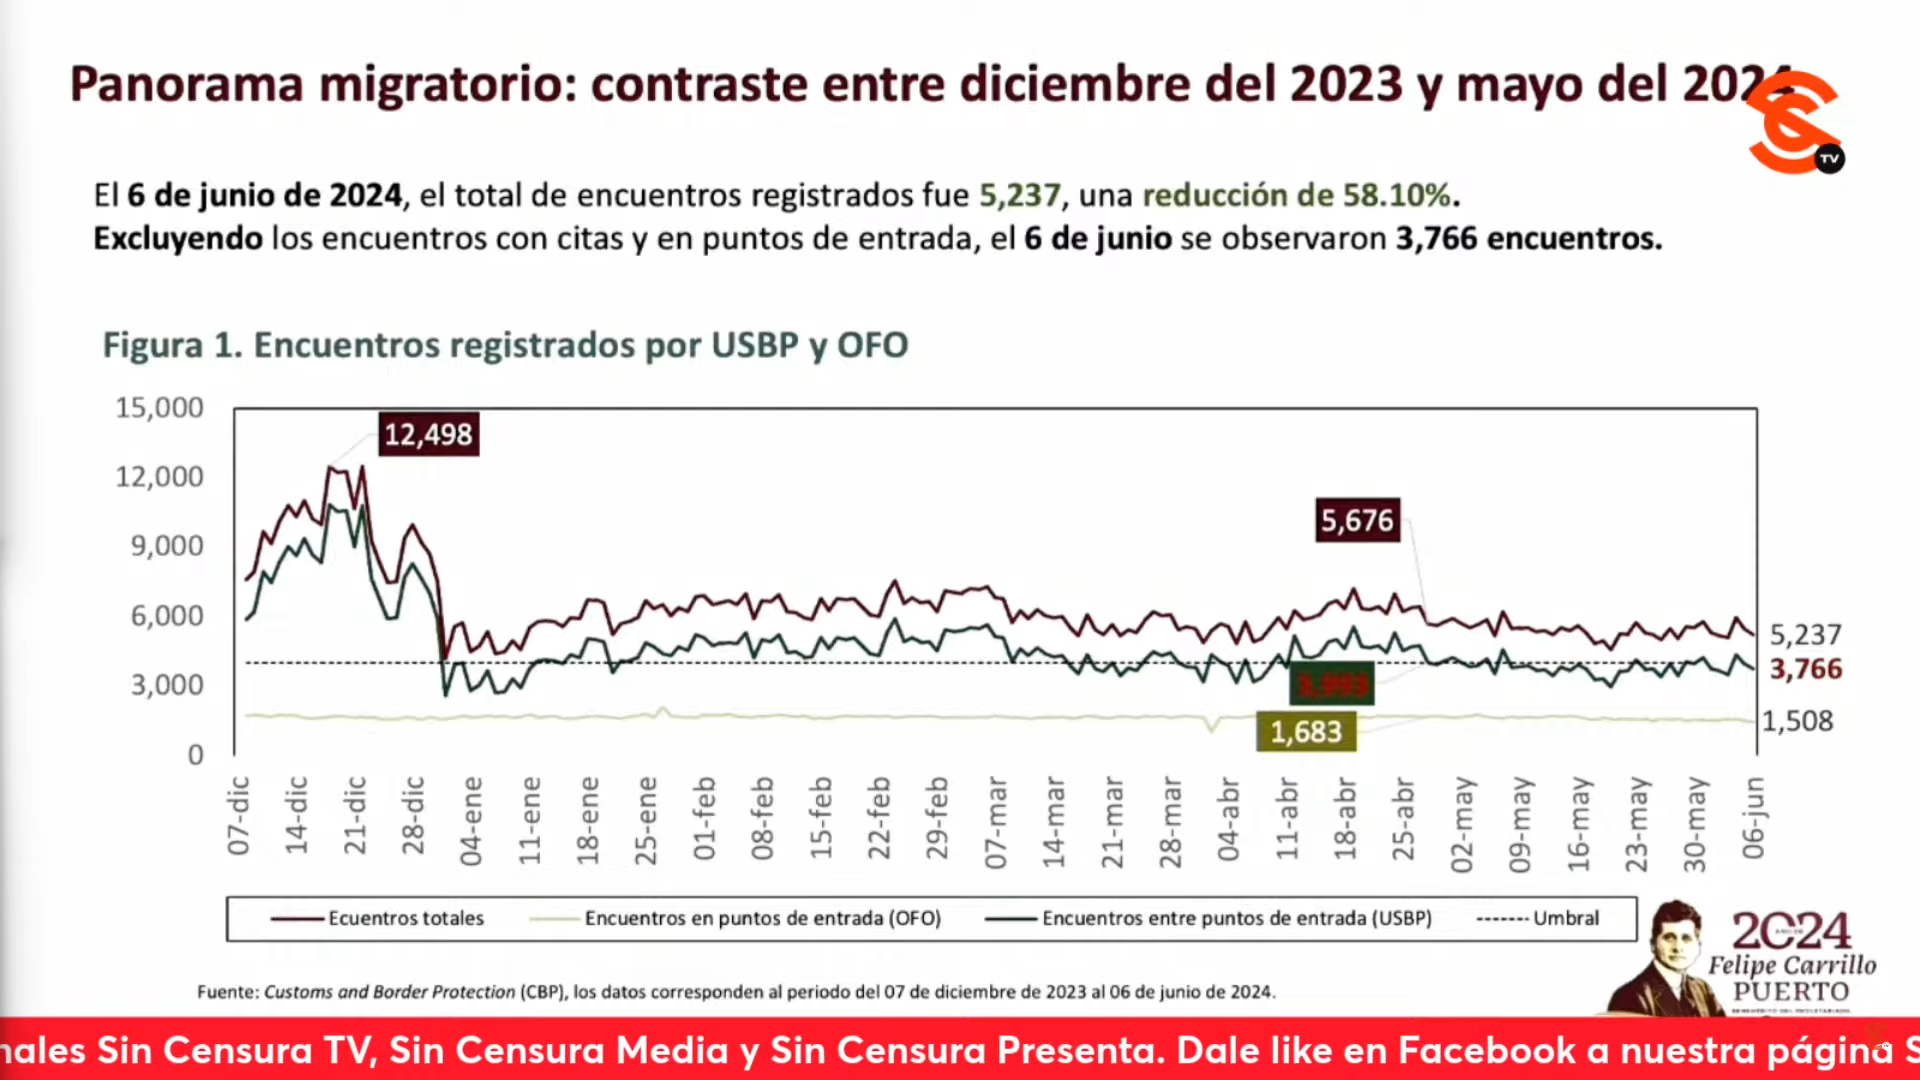 Panorama migratorio: contraste entre diciembre del 2023 y mayo del 2024
TV
El 6 de junio de 2024, el total de encuentros registrados fue 5,237, una reducción de 58.10%.
Excluyendo los encuentros con citas y en puntos de entrada, el 6 de junio se observaron 3,766 encuentros.
Figura 1. Encuentros registrados por USBP y OFO
15,000
12,000
9,000
6,000
3,000
0
12,498
5,676
3,993
1,683
5,237
3,766
1,508
07-dic
14-dic
21-dic
28-dic
04-ene
11-ene
18-ene
25-ene
01-feb
08-feb
15-feb
22-feb
29-feb
07-mar
14-mar
21-mar
28-mar
04-abr
11-abr
18-abr
25-abr
02-may
09-may
16-may
23-may
30-may
06-jun
Ecuentros totales
Encuentros en puntos de entrada (OFO)
Encuentros entre puntos de entrada (USBP)
Umbral
2024
Felipe Carrillo
PUERTO
Fuente: Customs and Border Protection (CBP), los datos corresponden al periodo del 07 de diciembre de 2023 al 06 de junio de 2024.
nales Sin Censura TV, Sin Censura Media y Sin Censura Presenta. Dale like en Facebook a nuestra página S